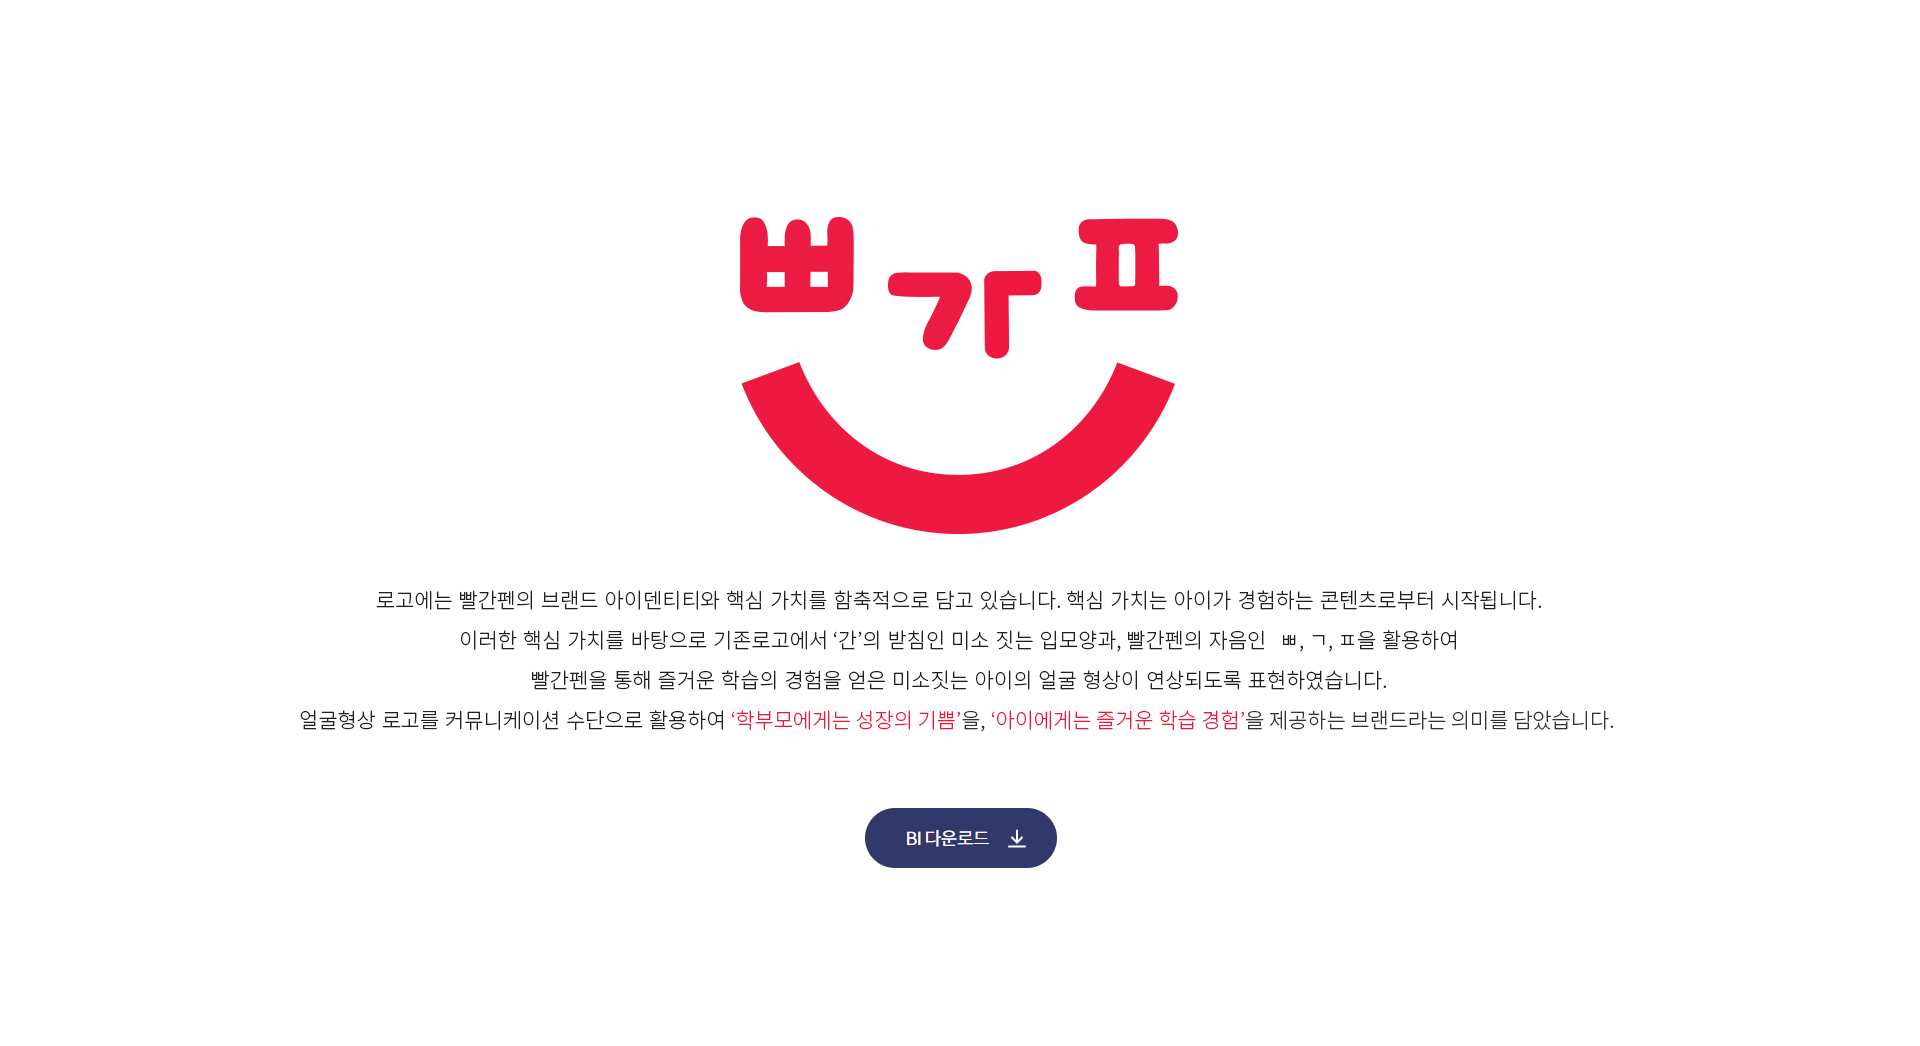 ㅃ가ㅍ
로고에는 빨간펜의 브랜드 아이덴티티와 핵심 가치를 함축적으로 담고 있습니다. 핵심 가치는 아이가 경험하는 콘텐츠로부터 시작됩니다.
이러한 핵심 가치를 바탕으로 기존로고에서 ‘간’의 받침인 미소 짓는 입모양과, 빨간펜의 자음인 ㅃ, ㄱ, ㅍ을 활용하여
빨간펜을 통해 즐거운 학습의 경험을 얻은 미소짓는 아이의 얼굴 형상이 연상되도록 표현하였습니다.
얼굴형상 로고를 커뮤니케이션 수단으로 활용하여 ‘학부모에게는 성장의 기쁨’을, ‘아이에게는 즐거운 학습 경험’을 제공하는 브랜드라는 의미를 담았습니다.
BI 다운로드